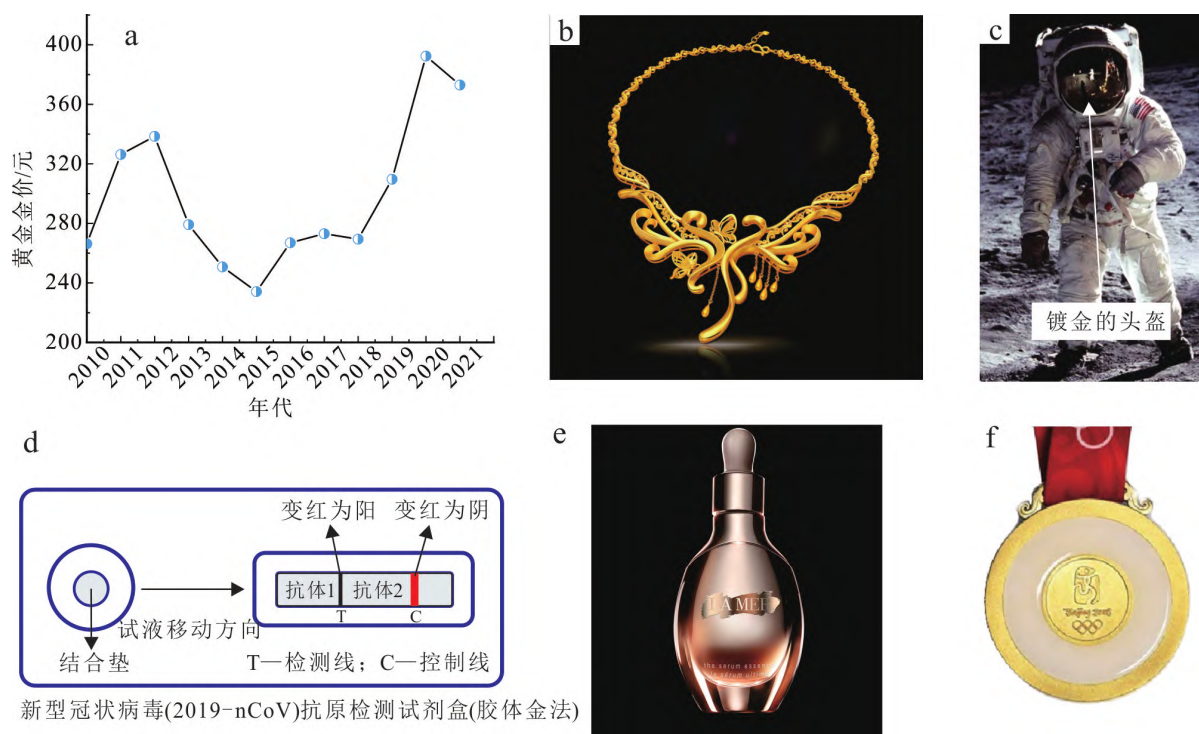 a
黄金金价/元
400
360
320
280
240
200
2010
2011
2012
2013
2014
2015
2016
2017
2018
2019
2020
2021
年代
b
c
镀金的头盔
d
变红为阳
变红为阴
抗体1
抗体2
T
C
试液移动方向
结合垫
T—检测线；C—控制线
新型冠状病毒(2019-nCoV)抗原检测试剂盒(胶体金法)
e
LA MER
the serum essence
f